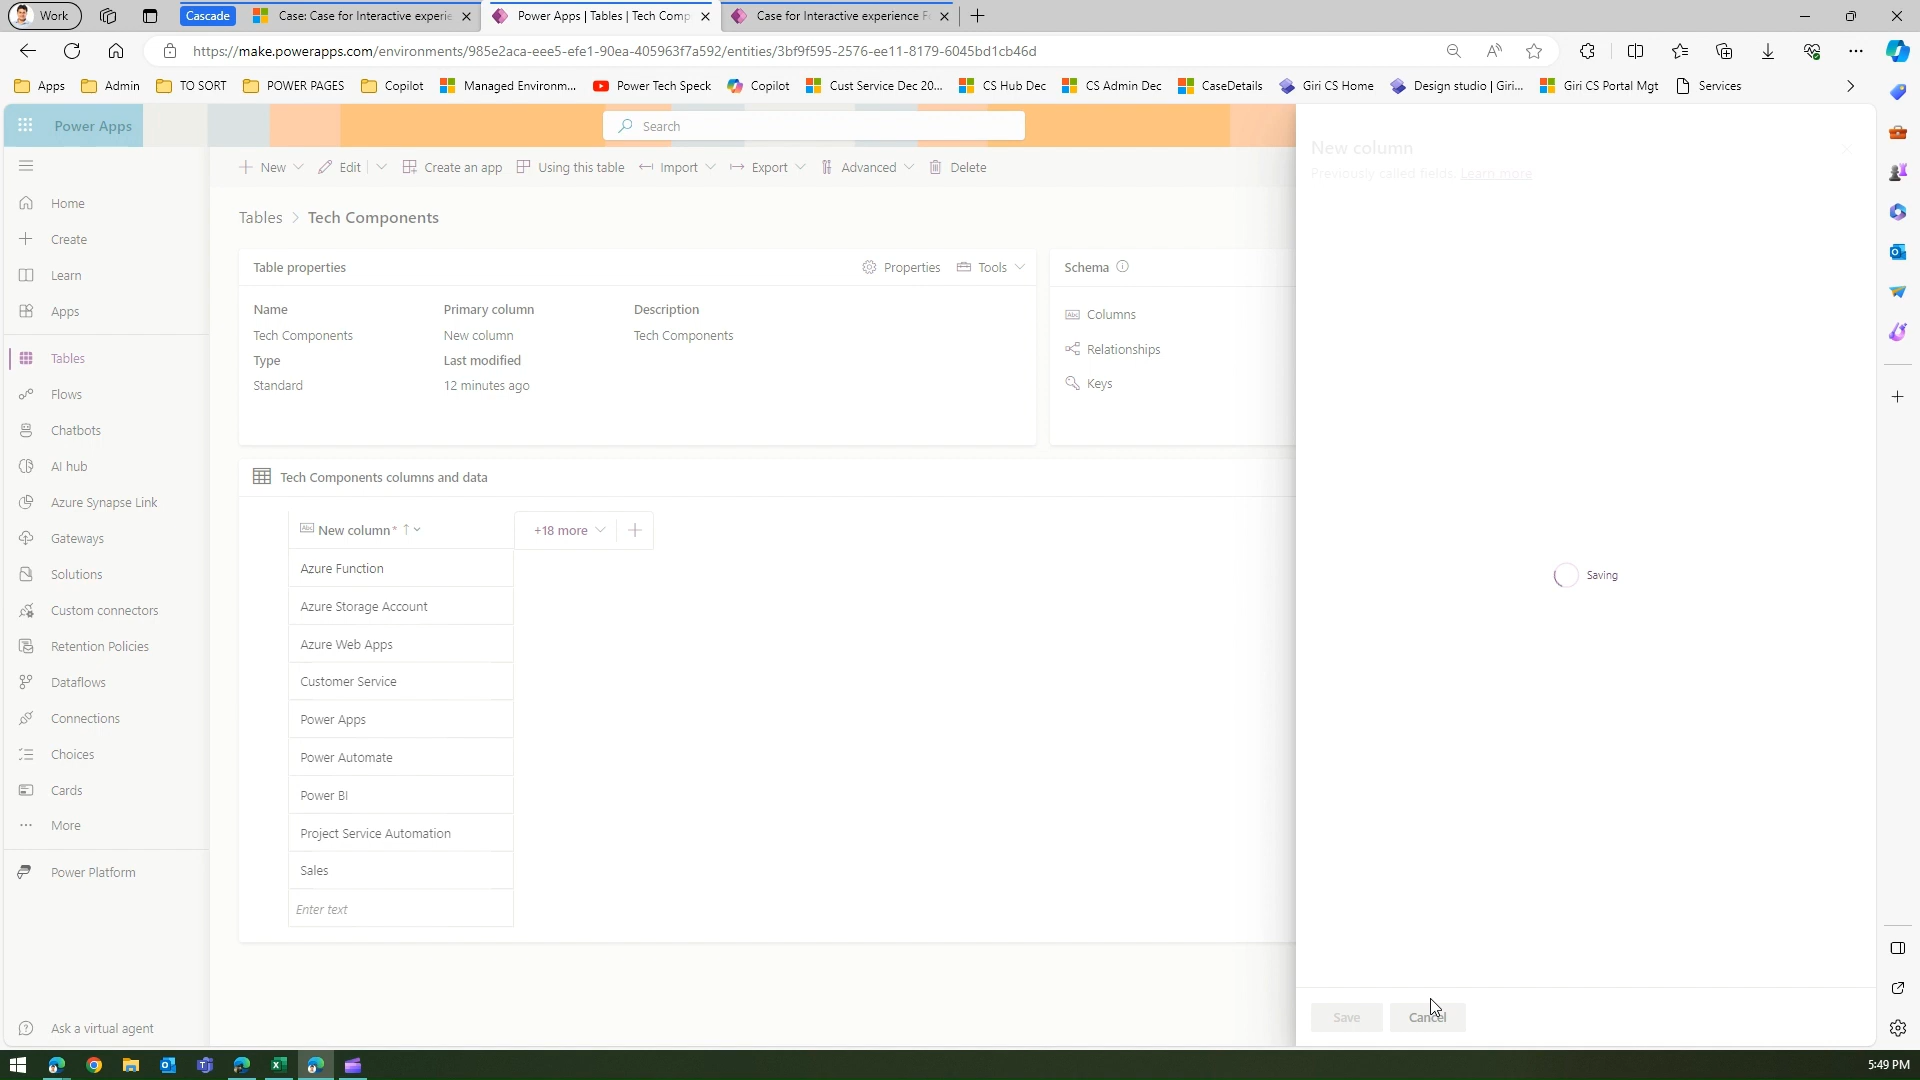 Work
Cascade
Case: Case for Interactive experie
Power Apps | Tables | Tech Comp
Case for Interactive experience F
https://make.powerapps.com/environments/985e2aca-eee5-efe1-90ea-405963f7a592/entities/3bf9f595-2576-ee11-8179-6045bd1cb46d
Apps
Admin
TO SORT
POWER PAGES
Copilot
Managed Environm...
Power Tech Speck
Copilot
Cust Service Dec 20...
CS Hub Dec
CS Admin Dec
CaseDetails
Giri CS Home
Design studio | Giri...
Giri CS Portal Mgt
Services
Power Apps
Search
New
Edit
Create an app
Using this table
Import
Export
Advanced
Delete
Home
Create
Learn
Apps
Tables
Flows
Chatbots
AI hub
Azure Synapse Link
Gateways
Solutions
Custom connectors
Retention Policies
Dataflows
Connections
Choices
Cards
More
Power Platform
Ask a virtual agent
Tables > Tech Components
Table properties
Properties
Tools
Name
Primary column
Description
Tech Components
New column
Tech Components
Type
Last modified
Standard
12 minutes ago
Schema
Columns
Relationships
Keys
Tech Components columns and data
Abc New column*
+18 more
Azure Function
Azure Storage Account
Azure Web Apps
Customer Service
Power Apps
Power Automate
Power BI
Project Service Automation
Sales
Enter text
New column
Previously called fields. Learn more
Saving
Save
Cancel
5:49 PM